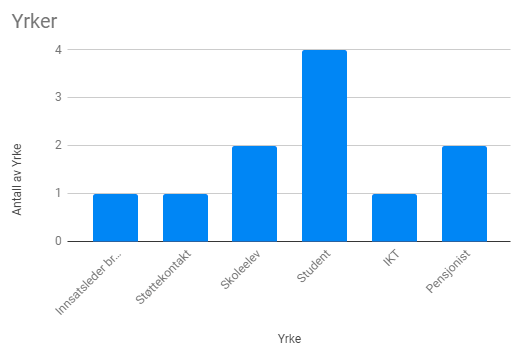 Yrker
Antall av Yrke
4
3
2
1
0
Innsatsleder br...
Støttekontakt
Skoleelev
Student
IKT
Pensjonist
Yrke